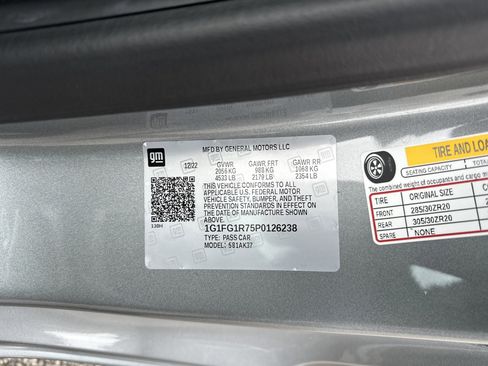 gm
12/22
MFD BY GENERAL MOTORS LLC
GVWR GAWR FRT GAWR RR
2056 KG 988 KG 1068 KG
4533 LB 2179 LB 2354 LB
THIS VEHICLE CONFORMS TO ALL
APPLICABLE U.S. FEDERAL MOTOR
VEHICLE SAFETY, BUMPER, AND THEFT
PREVENTION STANDARDS IN EFFECT ON
THE DATE OF MANUFACTURE SHOWN
ABOVE.
1G1FG1R75P0126238
TYPE: PASS CAR
MODEL: 581AK37
TIRE AND LOA
SEATING CAPACITY TOTAL
The combined weight of occupants and cargo
TIRE ORIGINAL SIZE
FRONT 285/30ZR20
REAR 305/30ZR20
SPARE NONE